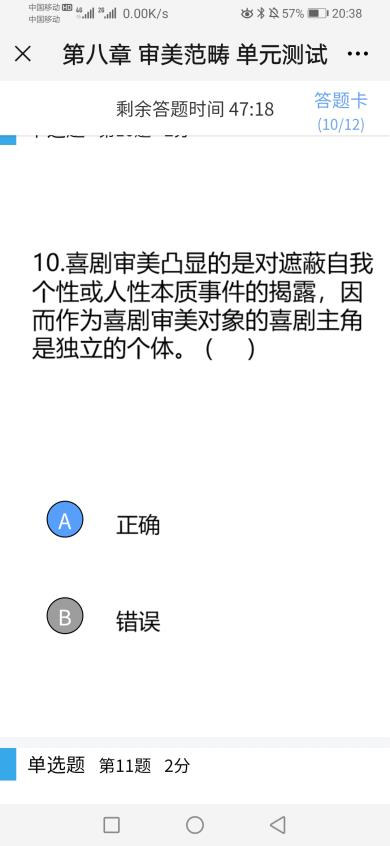 中国移动 HD 4G 2G 0.00K/s 57% 20:38
中国移动
第八章 审美范畴 单元测试
剩余答题时间 47:18
答题卡
(10/12)
10.喜剧审美凸显的是对遮蔽自我
个性或人性本质事件的揭露，因
而作为喜剧审美对象的喜剧主角
是独立的个体。（ ）
A 正确
B 错误
单选题 第11题 2分